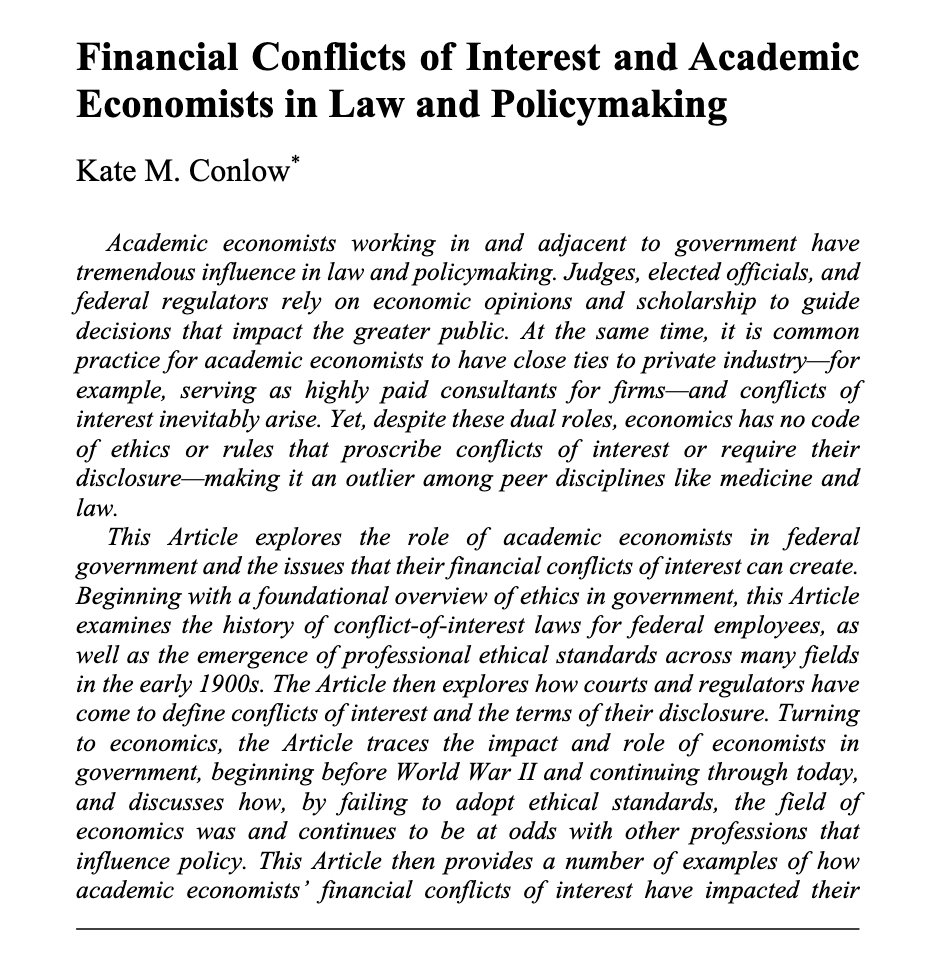 Financial Conflicts of Interest and Academic
Economists in Law and Policymaking
Kate M. Conlow*
Academic economists working in and adjacent to government have
tremendous influence in law and policymaking. Judges, elected officials, and
federal regulators rely on economic opinions and scholarship to guide
decisions that impact the greater public. At the same time, it is common
practice for academic economists to have close ties to private industry—for
example, serving as highly paid consultants for firms—and conflicts of
interest inevitably arise. Yet, despite these dual roles, economics has no code
of ethics or rules that proscribe conflicts of interest or require their
disclosure—making it an outlier among peer disciplines like medicine and
law.
This Article explores the role of academic economists in federal
government and the issues that their financial conflicts of interest can create.
Beginning with a foundational overview of ethics in government, this Article
examines the history of conflict-of-interest laws for federal employees, as
well as the emergence of professional ethical standards across many fields
in the early 1900s. The Article then explores how courts and regulators have
come to define conflicts of interest and the terms of their disclosure. Turning
to economics, the Article traces the impact and role of economists in
government, beginning before World War II and continuing through today,
and discusses how, by failing to adopt ethical standards, the field of
economics was and continues to be at odds with other professions that
influence policy. This Article then provides a number of examples of how
academic economists’ financial conflicts of interest have impacted their